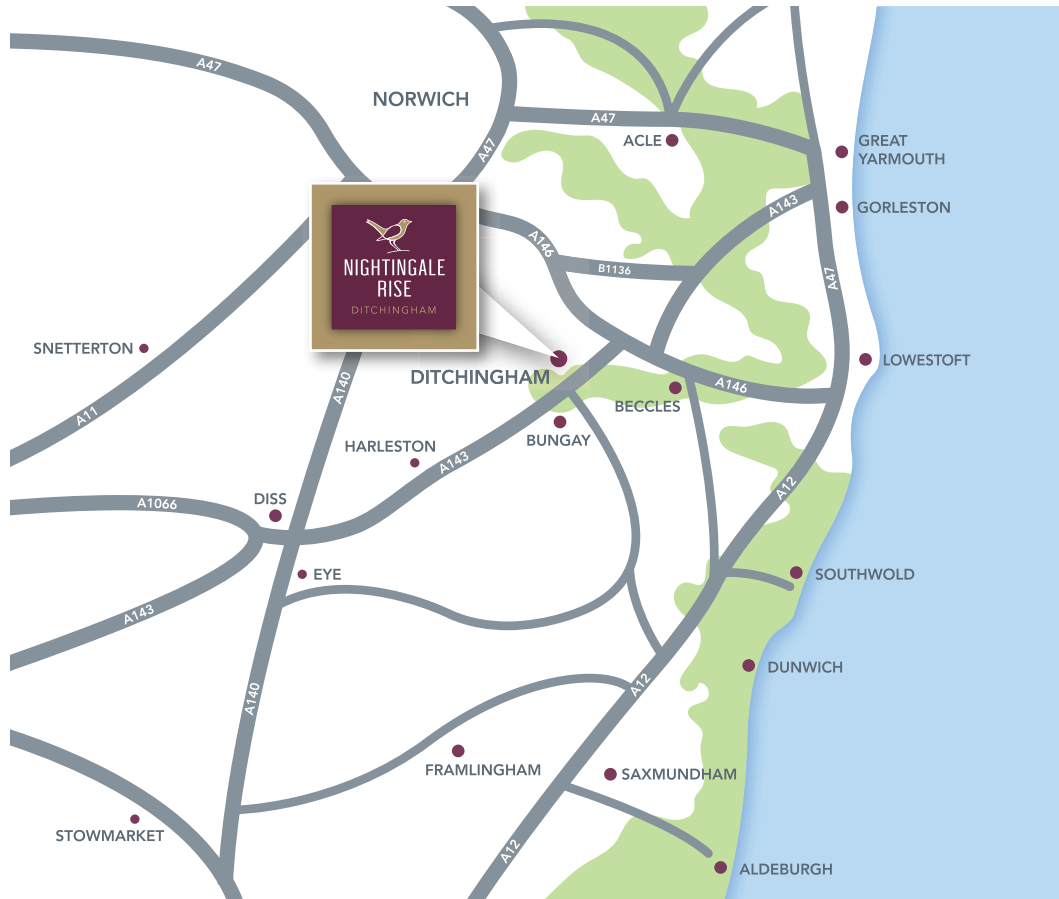 A47
NORWICH
A47
A47
ACLE
GREAT
YARMOUTH
A143
GORLESTON
A146
B1136
A47
NIGHTINGALE
RISE
DITCHINGHAM
SNETTERTON
LOWESTOFT
DITCHINGHAM
A140
A146
BECCLES
A11
BUNGAY
HARLESTON
A143
A12
DISS
A1066
EYE
SOUTHWOLD
A143
DUNWICH
A12
A140
FRAMLINGHAM
SAXMUNDHAM
STOWMARKET
A12
ALDEBURGH